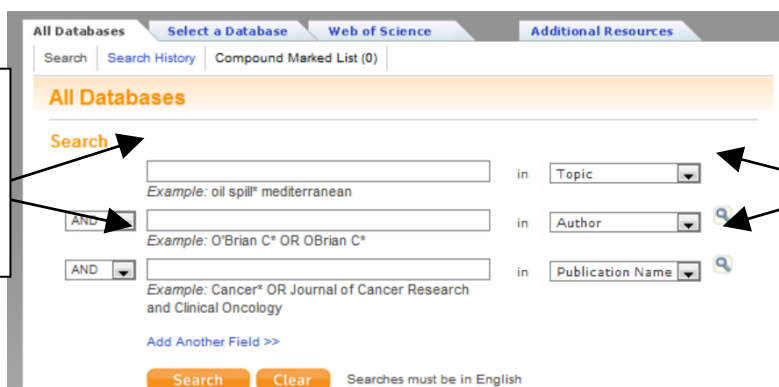 All Databases Select a Database Web of Science Additional Resources
Search Search History Compound Marked List (0)
All Databases
Search
in Topic
Example: oil spill* mediterranean
AND in Author
Example: O'Brian C* OR OBrian C*
AND in Publication Name
Example: Cancer* OR Journal of Cancer Research
and Clinical Oncology
Add Another Field >>
Search Clear Searches must be in English